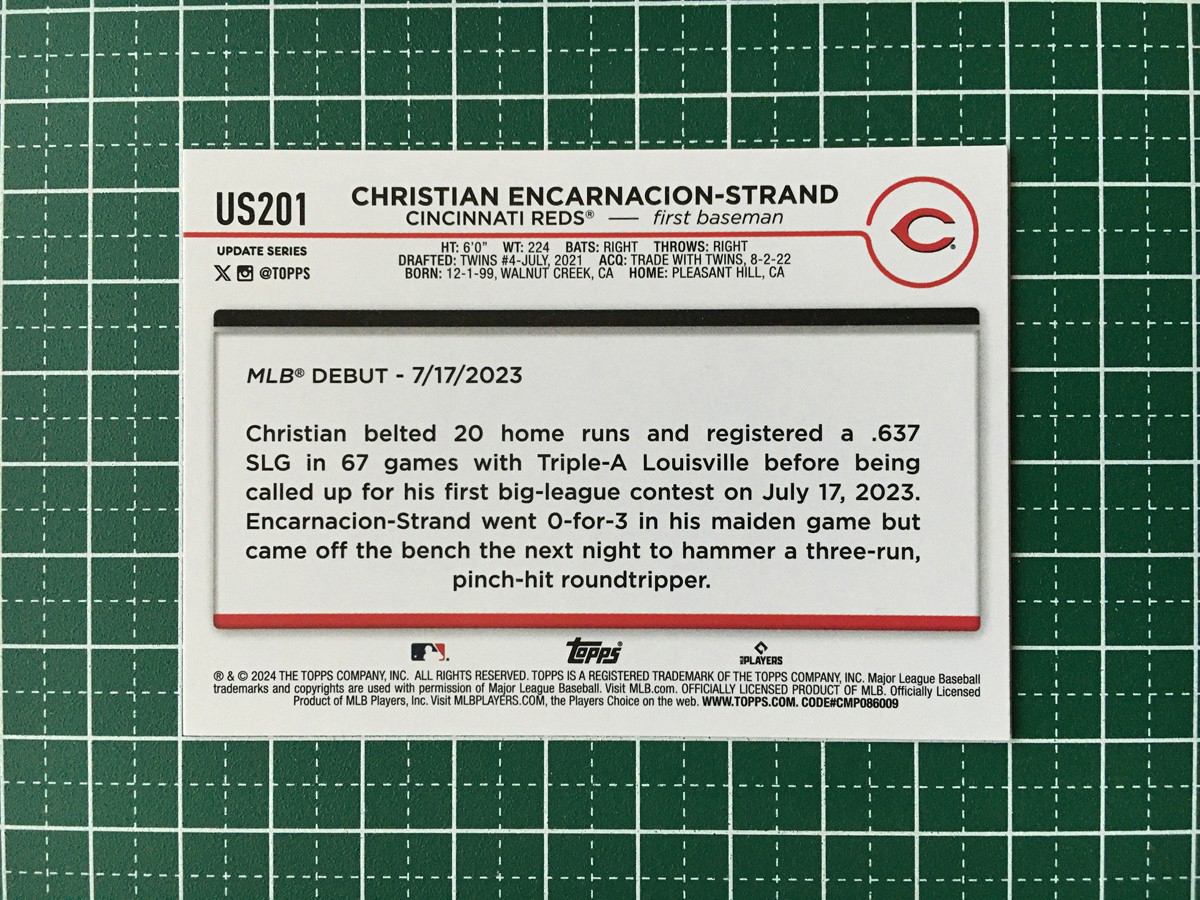 US201
CHRISTIAN ENCARNACION-STRAND
CINCINNATI REDS® — first baseman
UPDATE SERIES
@TOPPS
HT: 6'0" WT: 224 BATS: RIGHT THROWS: RIGHT
DRAFTED: TWINS #4-JULY, 2021 ACQ: TRADE WITH TWINS, 8-2-22
BORN: 12-1-99, WALNUT CREEK, CA HOME: PLEASANT HILL, CA
C
MLB® DEBUT - 7/17/2023
Christian belted 20 home runs and registered a .637
SLG in 67 games with Triple-A Louisville before being
called up for his first big-league contest on July 17, 2023.
Encarnacion-Strand went 0-for-3 in his maiden game but
came off the bench the next night to hammer a three-run,
pinch-hit roundtripper.
Topps®
MLB PLAYERS
® & © 2024 THE TOPPS COMPANY, INC. ALL RIGHTS RESERVED. TOPPS IS A REGISTERED TRADEMARK OF THE TOPPS COMPANY, INC. Major League Baseball
trademarks and copyrights are used with permission of Major League Baseball. Visit MLB.com. OFFICIALLY LICENSED PRODUCT OF MLB. Officially Licensed
Product of MLB Players, Inc. Visit MLBPLAYERS.COM, the Players Choice on the web. WWW.TOPPS.COM. CODE#CMP086009